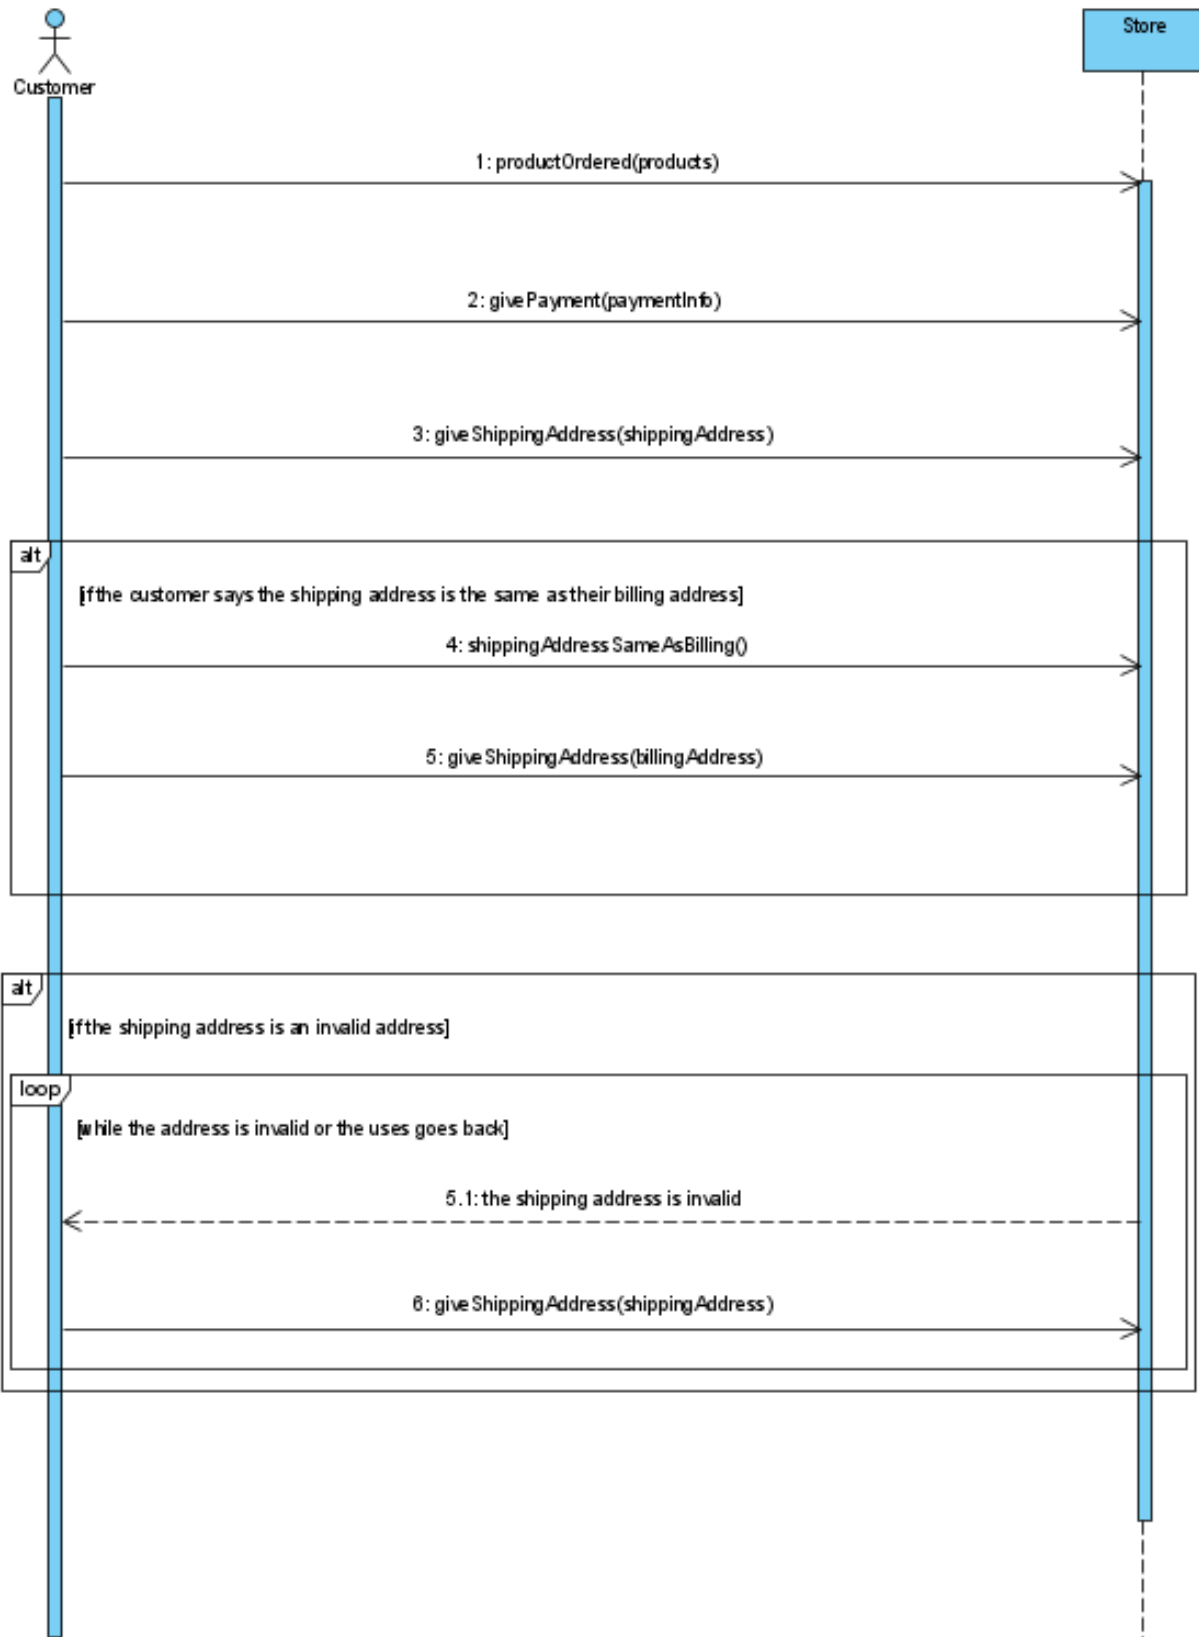 Customer
Store
1: productOrdered(products)
2: givePayment(paymentInfo)
3: giveShippingAddress(shippingAddress)
alt
[if the customer says the shipping address is the same as their billing address]
4: shippingAddressSameAsBilling()
5: giveShippingAddress(billingAddress)
alt
[if the shipping address is an invalid address]
loop
[while the address is invalid or the uses goes back]
5.1: the shipping address is invalid
6: giveShippingAddress(shippingAddress)